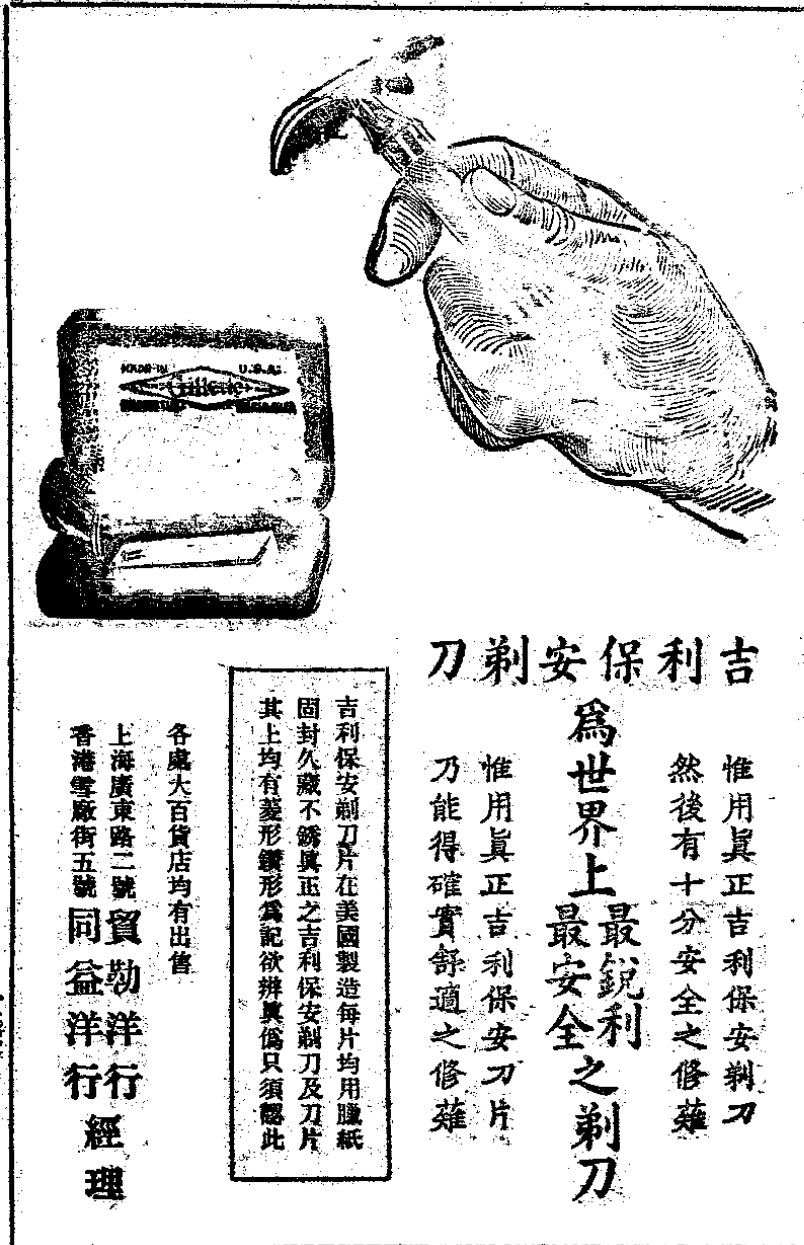 MADE IN U.S.A.
Gillette
吉利保安剃刀
惟用眞正吉利保安剃刀
然後有十分安全之修薙
爲世界上最銳利最安全之剃刀
惟用眞正吉利保安刀片
乃能得確實舒適之修薙
吉利保安剃刀片在美國製造每片均用臘紙
固封久藏不銹眞正之吉利保安剃刀及刀片
其上均有菱形鑽形爲記欲辨眞僞只須認此
各處大百貨店均有出售
上海廣東路二號貿勒洋行
香港雪廠街五號同益洋行
經理